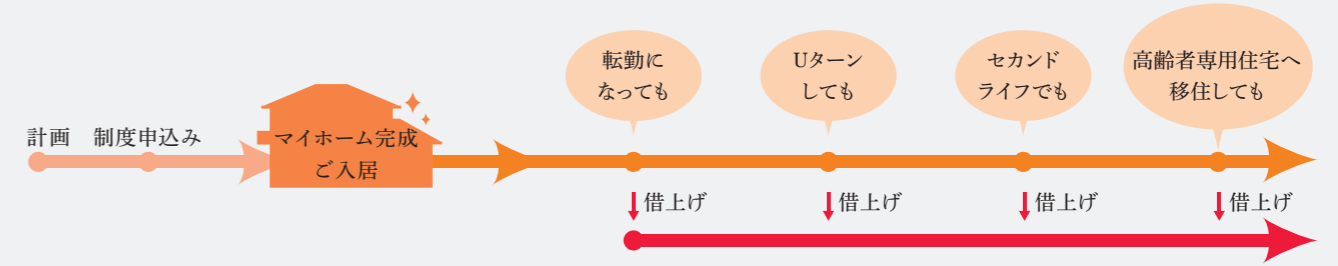 計画
制度申込み
マイホーム完成
ご入居
転勤に
なっても
Uターン
しても
セカンド
ライフでも
高齢者専用住宅へ
移住しても
借上げ
借上げ
借上げ
借上げ